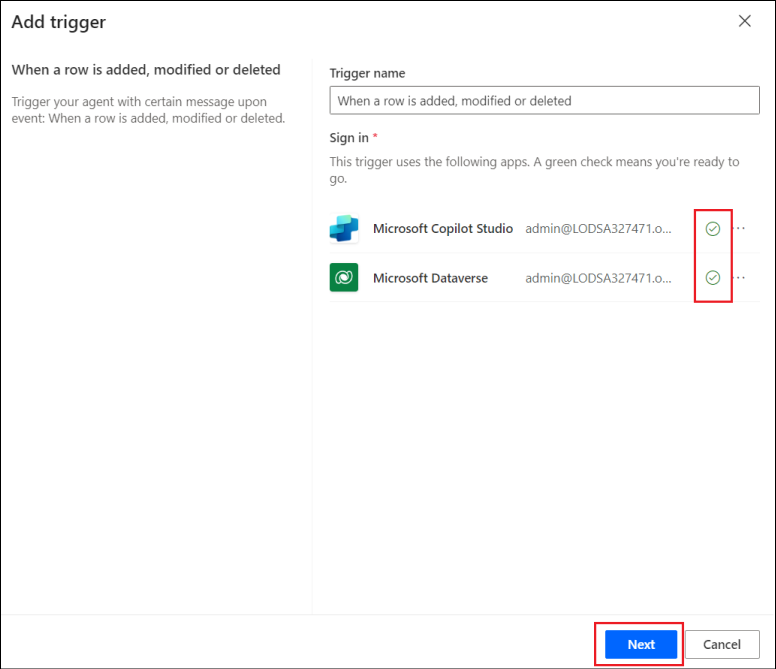 Add trigger
When a row is added, modified or deleted
Trigger your agent with certain message upon
event: When a row is added, modified or deleted.
Trigger name
When a row is added, modified or deleted
Sign in *
This trigger uses the following apps. A green check means you're ready to
go.
Microsoft Copilot Studio admin@LODSA327471.o...
Microsoft Dataverse admin@LODSA327471.o...
Next Cancel